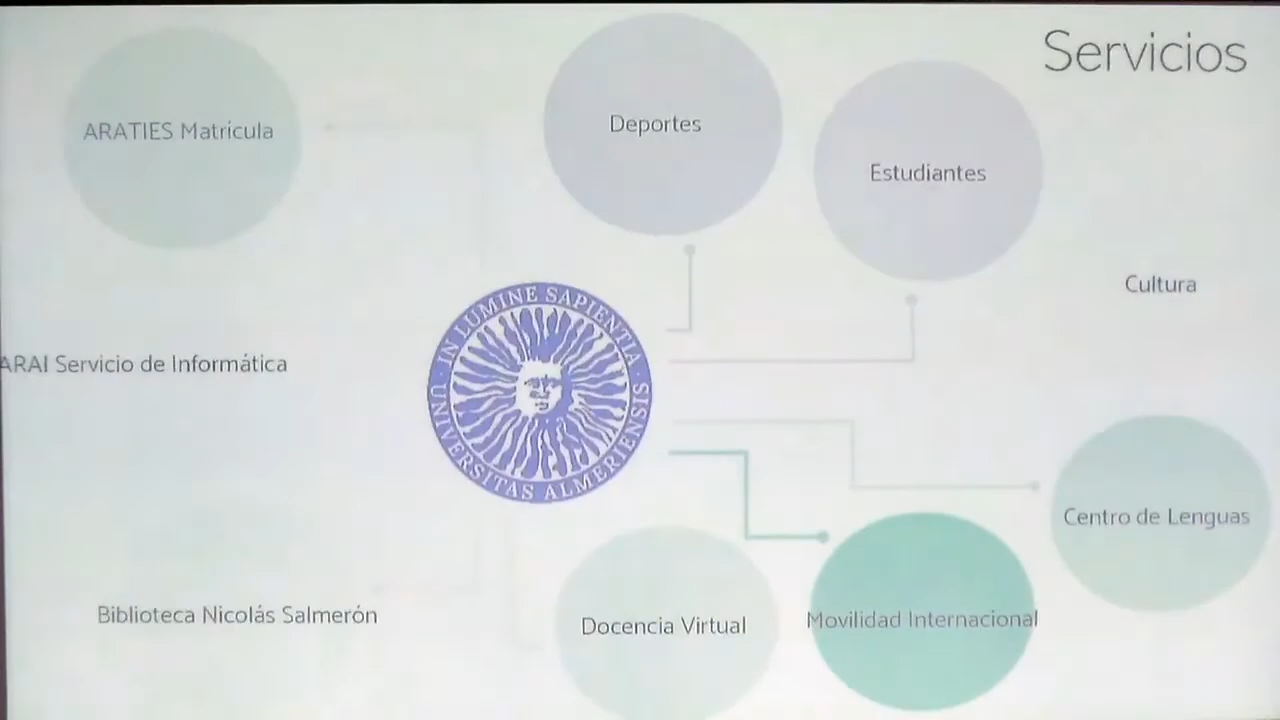 Servicios
ARATIES Matrícula
Deportes
Estudiantes
Cultura
ARAI Servicio de Informática
IN LUMINE SAPIENTIA · UNIVERSITAS ALMERIENSIS ·
Centro de Lenguas
Biblioteca Nicolás Salmerón
Docencia Virtual
Movilidad Internacional